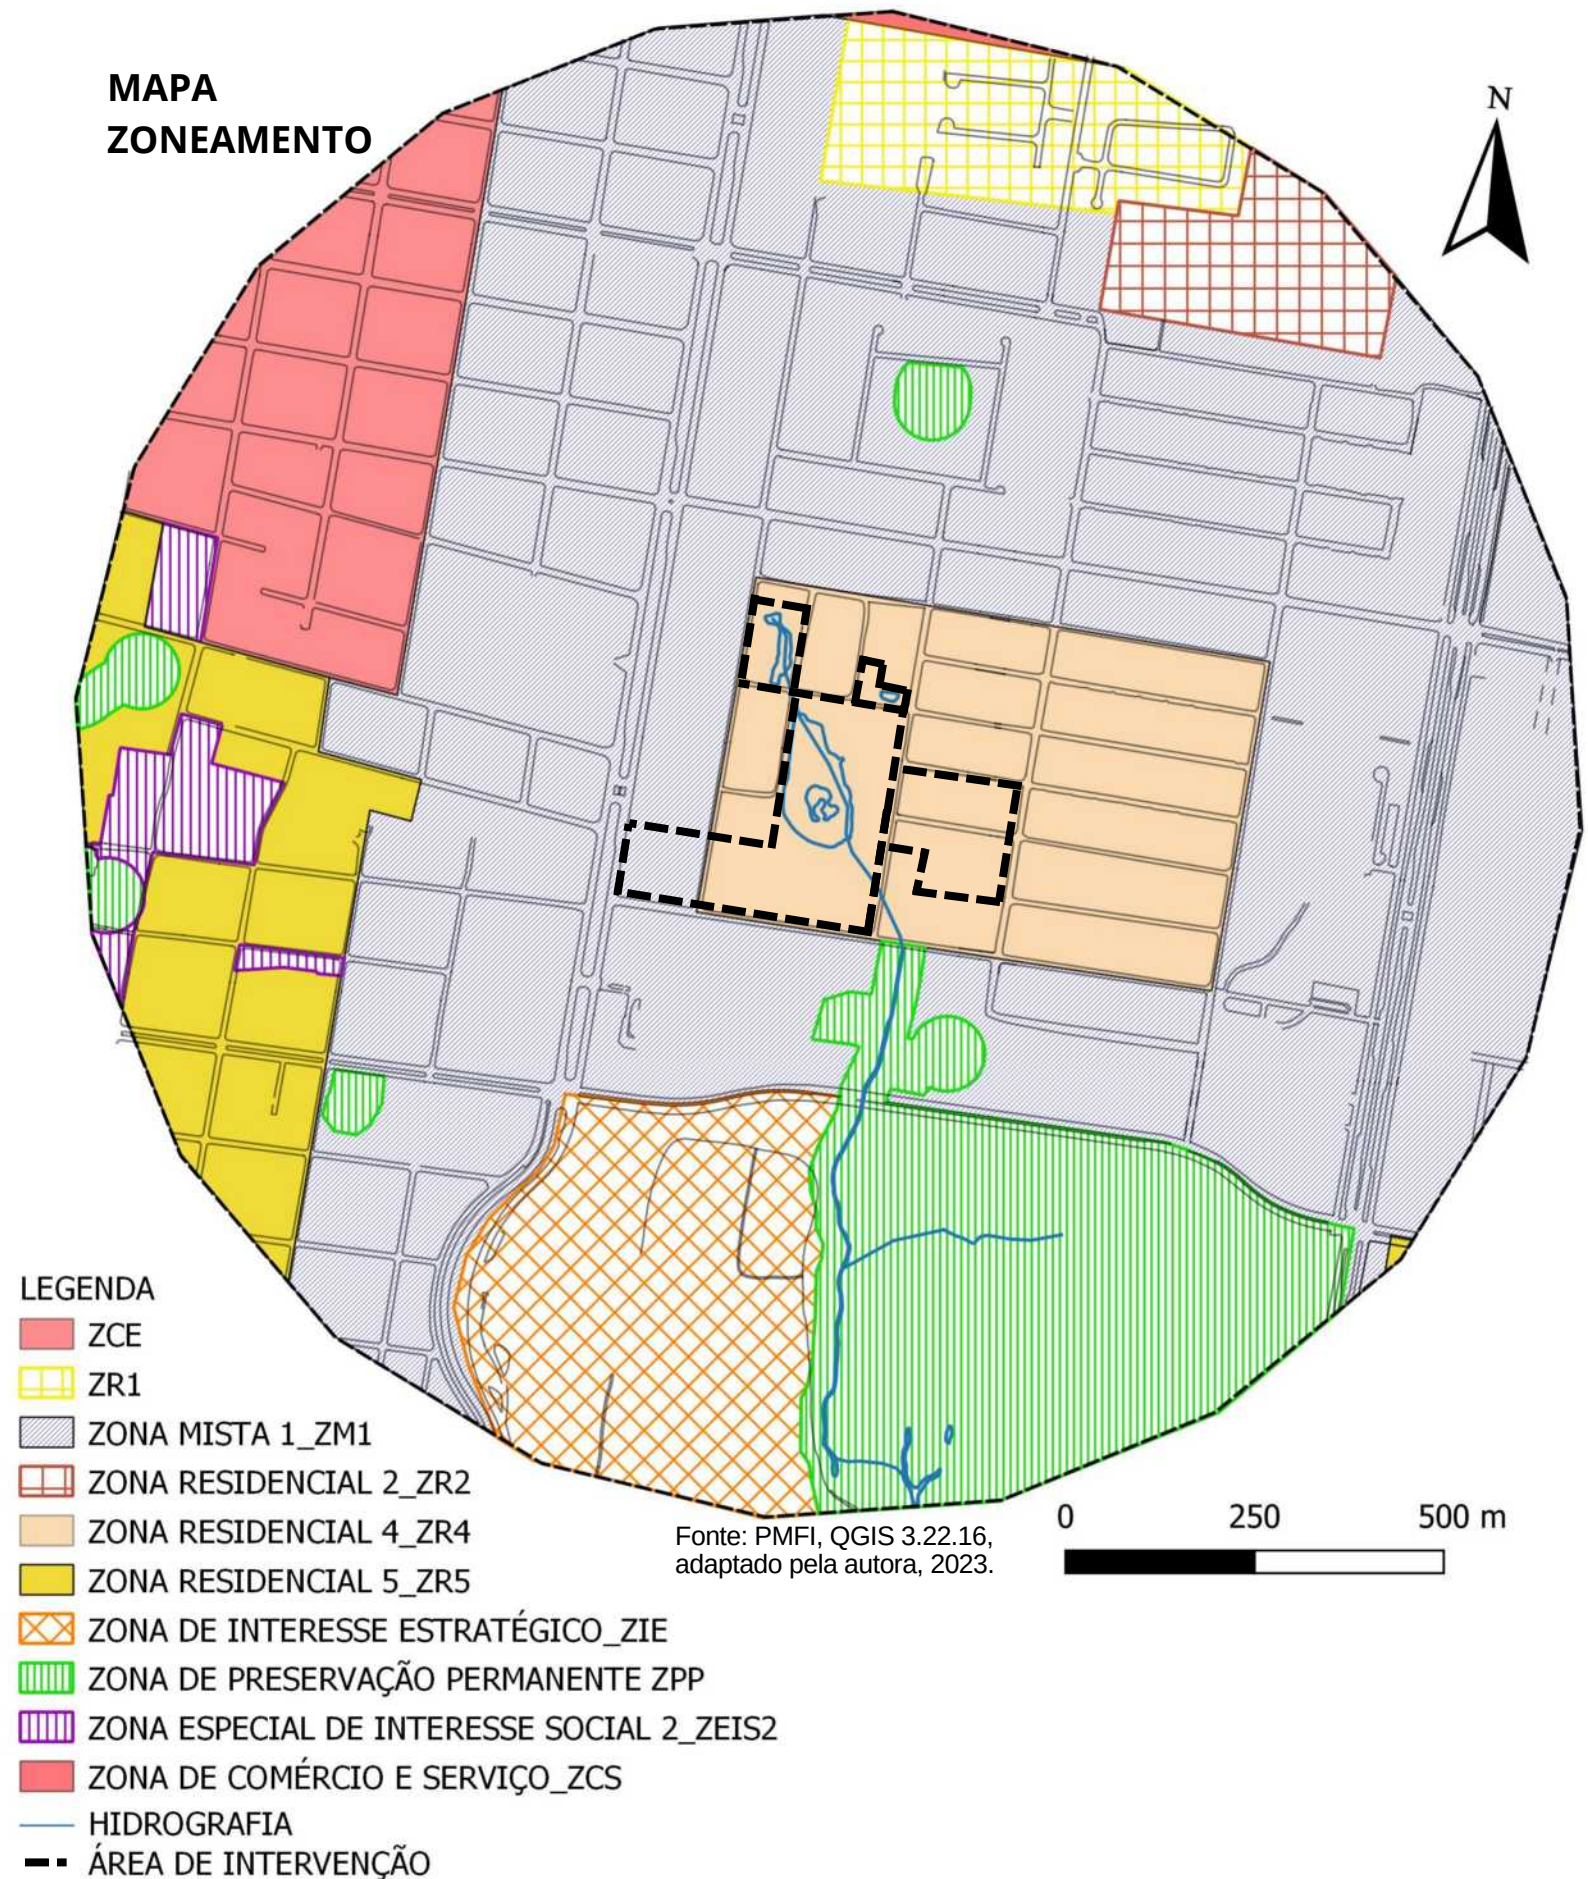 MAPA
ZONEAMENTO
N
LEGENDA
ZCE
ZR1
ZONA MISTA 1_ZM1
ZONA RESIDENCIAL 2_ZR2
ZONA RESIDENCIAL 4_ZR4
ZONA RESIDENCIAL 5_ZR5
ZONA DE INTERESSE ESTRATÉGICO_ZIE
ZONA DE PRESERVAÇÃO PERMANENTE ZPP
ZONA ESPECIAL DE INTERESSE SOCIAL 2_ZEIS2
ZONA DE COMÉRCIO E SERVIÇO_ZCS
HIDROGRAFIA
ÁREA DE INTERVENÇÃO
Fonte: PMFI, QGIS 3.22.16,
adaptado pela autora, 2023.
0 250 500 m